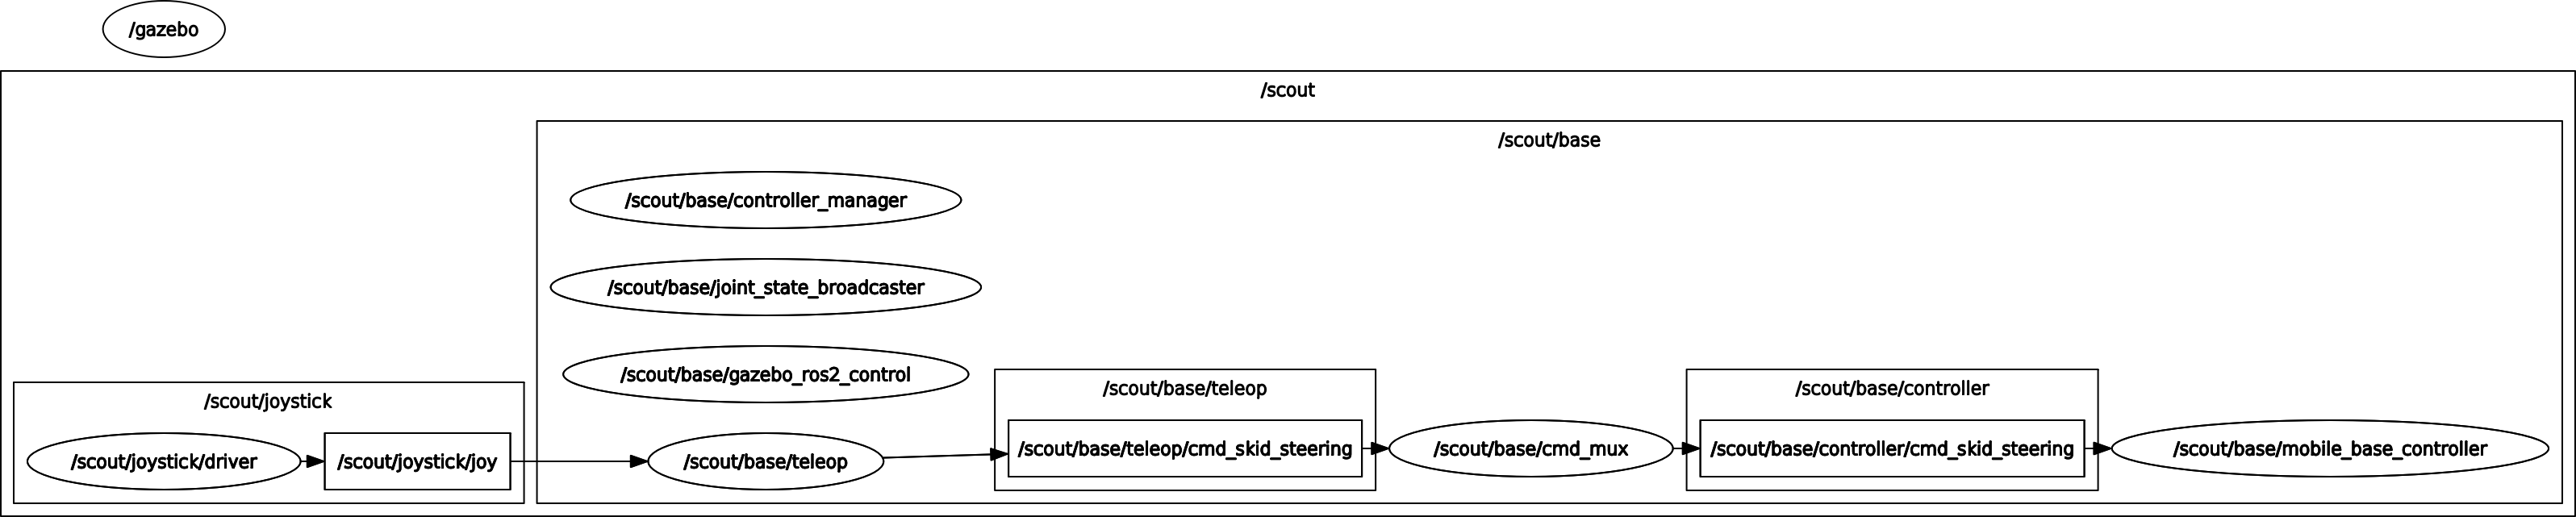 /gazebo
/scout
/scout/base
/scout/base/controller_manager
/scout/base/joint_state_broadcaster
/scout/base/gazebo_ros2_control
/scout/joystick
/scout/joystick/driver
/scout/joystick/joy
/scout/base/teleop
/scout/base/teleop
/scout/base/teleop/cmd_skid_steering
/scout/base/cmd_mux
/scout/base/controller
/scout/base/controller/cmd_skid_steering
/scout/base/mobile_base_controller